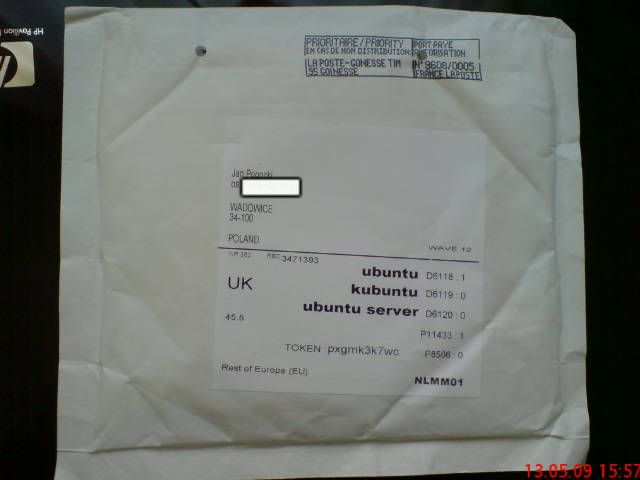 HP Pavilion
hp
PRIORITAIRE/PRIORITY PORT PAYE
EN CAS DE NON DISTRIBUTION AUTORISATION
LA POSTE-GONESSE TIM N°9608/0005
95 GONESSE FRANCE LA POSTE
Jan
WADOWICE
34-100
POLAND
WAVE 12
3471393
UK
ubuntu D6118 : 1
kubuntu D6119 : 0
ubuntu server D6120 : 0
45.5
P11433 : 1
TOKEN :pxgmk3k7wc P8506 : 0
Rest of Europe (EU)
NLMM01
13.05.09 15:57